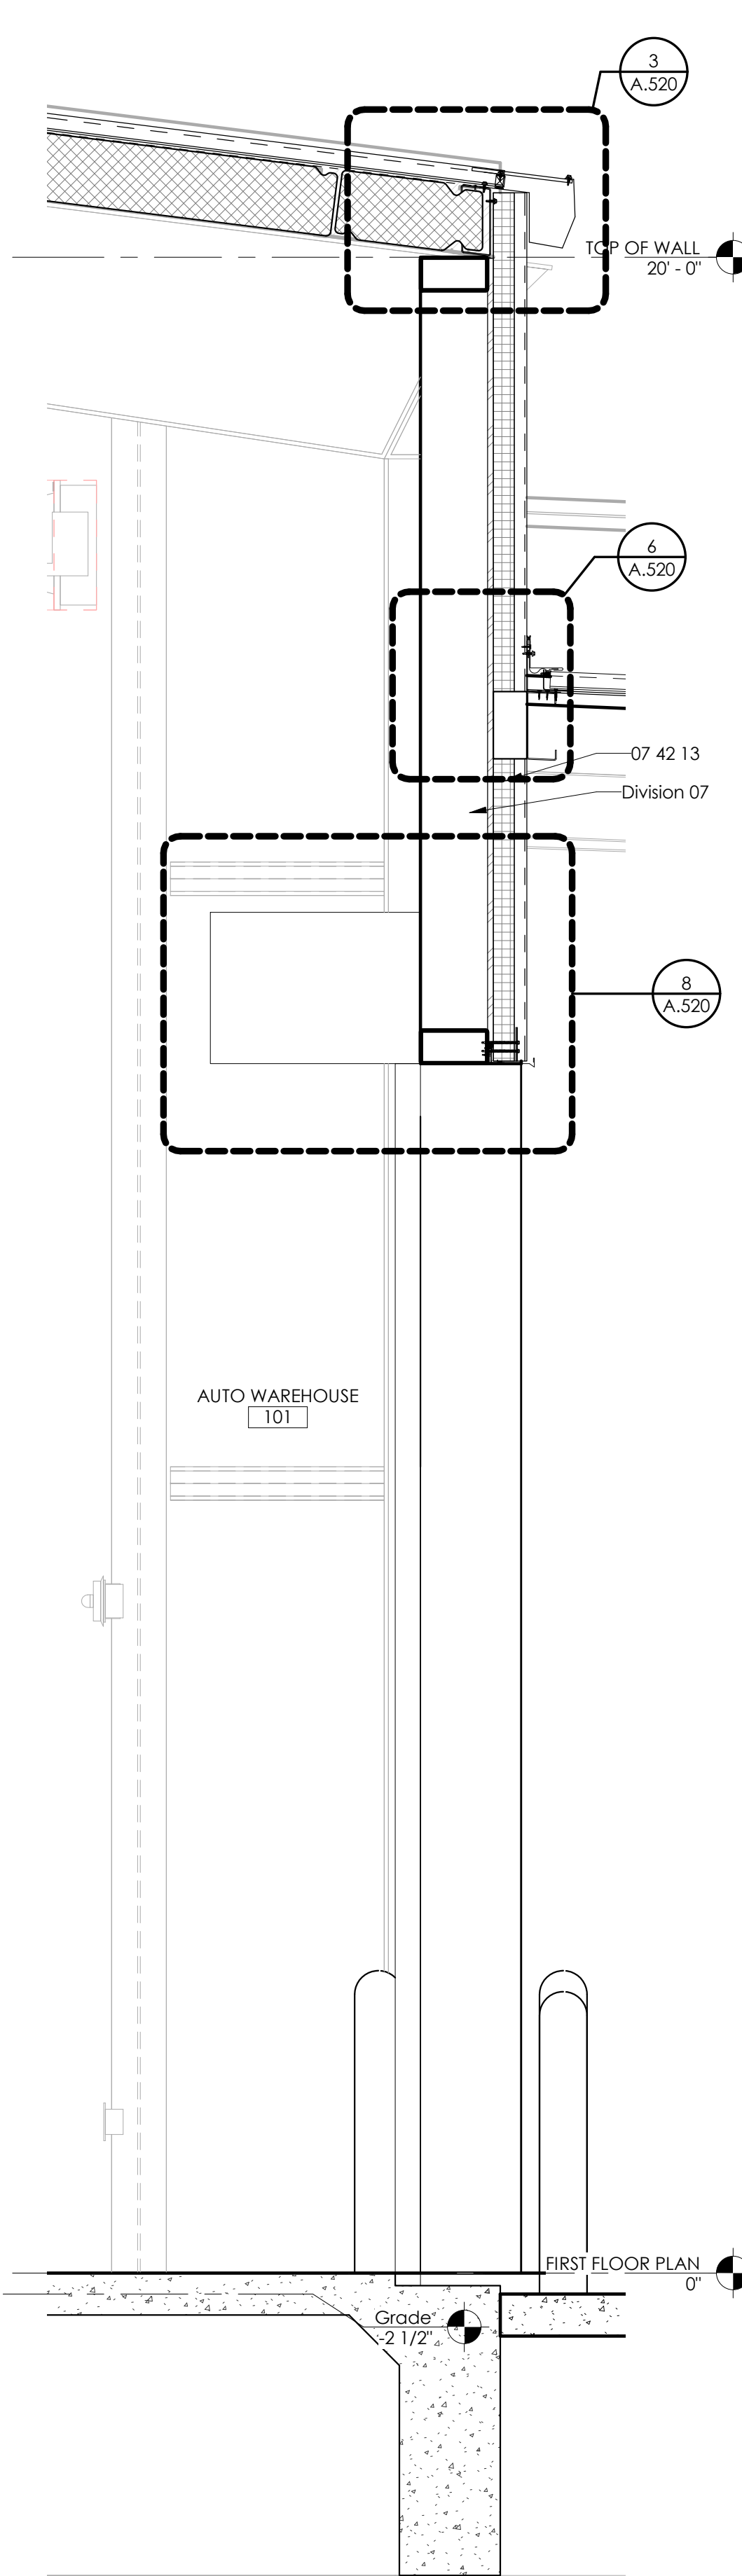 3
A.520
TOP OF WALL
20' - 0"
6
A.520
07 42 13
Division 07
8
A.520
AUTO WAREHOUSE
101
FIRST FLOOR PLAN
0"
Grade
-2 1/2"